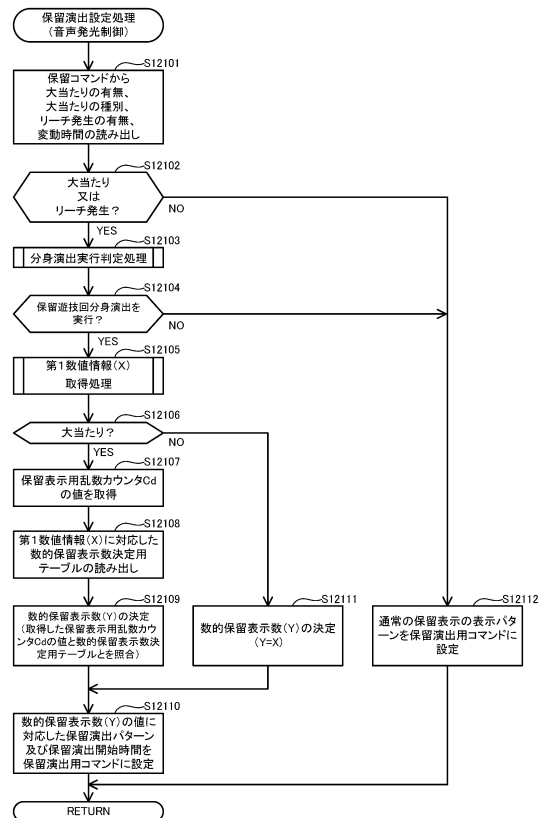 保留演出設定処理
(音声発光制御)
S12101
保留コマンドから
大当たりの有無、
大当たりの種別、
リーチ発生の有無、
変動時間の読み出し
S12102
大当たり
又は
リーチ発生？
NO
YES
S12103
分身演出実行判定処理
S12104
保留遊技回分身演出を
実行？
NO
YES
S12105
第１数値情報(X)
取得処理
S12106
大当たり？
NO
YES
S12107
保留表示用乱数カウンタCd
の値を取得
S12108
第１数値情報(X)に対応した
数的保留表示数決定用
テーブルの読み出し
S12109
数的保留表示数(Y)の決定
(取得した保留表示用乱数カウ
ンタCdの値と数的保留表示数決
定用テーブルとを照合)
S12111
数的保留表示数(Y)の決定
(Y=X)
S12112
通常の保留表示の表示パタ
ーンを保留演出用コマンドに
設定
S12110
数的保留表示数(Y)の値に
対応した保留演出パターン
及び保留演出開始時間を
保留演出用コマンドに設定
RETURN